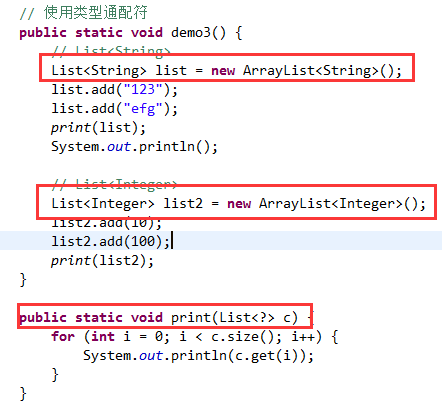 // 使用类型通配符
public static void demo3() {
// List<String>
List<String> list = new ArrayList<String>();
list.add("123");
list.add("efg");
print(list);
System.out.println();
// List<Integer>
List<Integer> list2 = new ArrayList<Integer>();
list2.add(10);
list2.add(100);
print(list2);
}
public static void print(List<?> c) {
for (int i = 0; i < c.size(); i++) {
System.out.println(c.get(i));
}
}